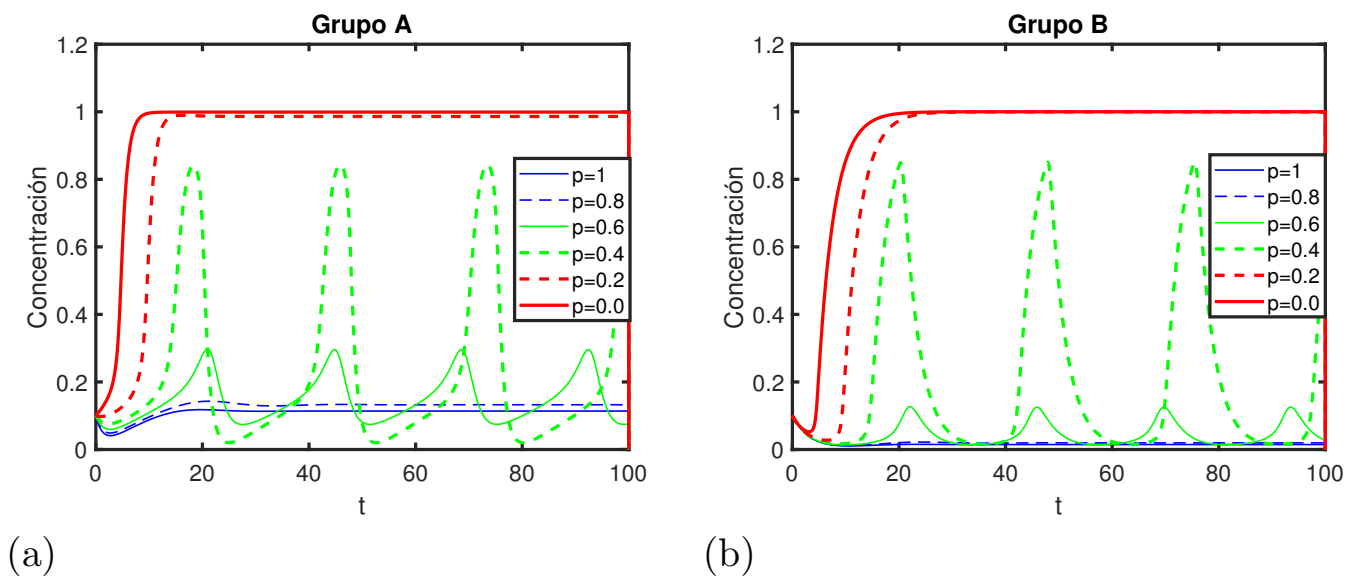 Grupo A
1.2
1
0.8
0.6
0.4
0.2
0
Concentración
0 20 40 60 80 100
t
p=1
p=0.8
p=0.6
p=0.4
p=0.2
p=0.0
(a)
Grupo B
1.2
1
0.8
0.6
0.4
0.2
0
Concentración
0 20 40 60 80 100
t
p=1
p=0.8
p=0.6
p=0.4
p=0.2
p=0.0
(b)